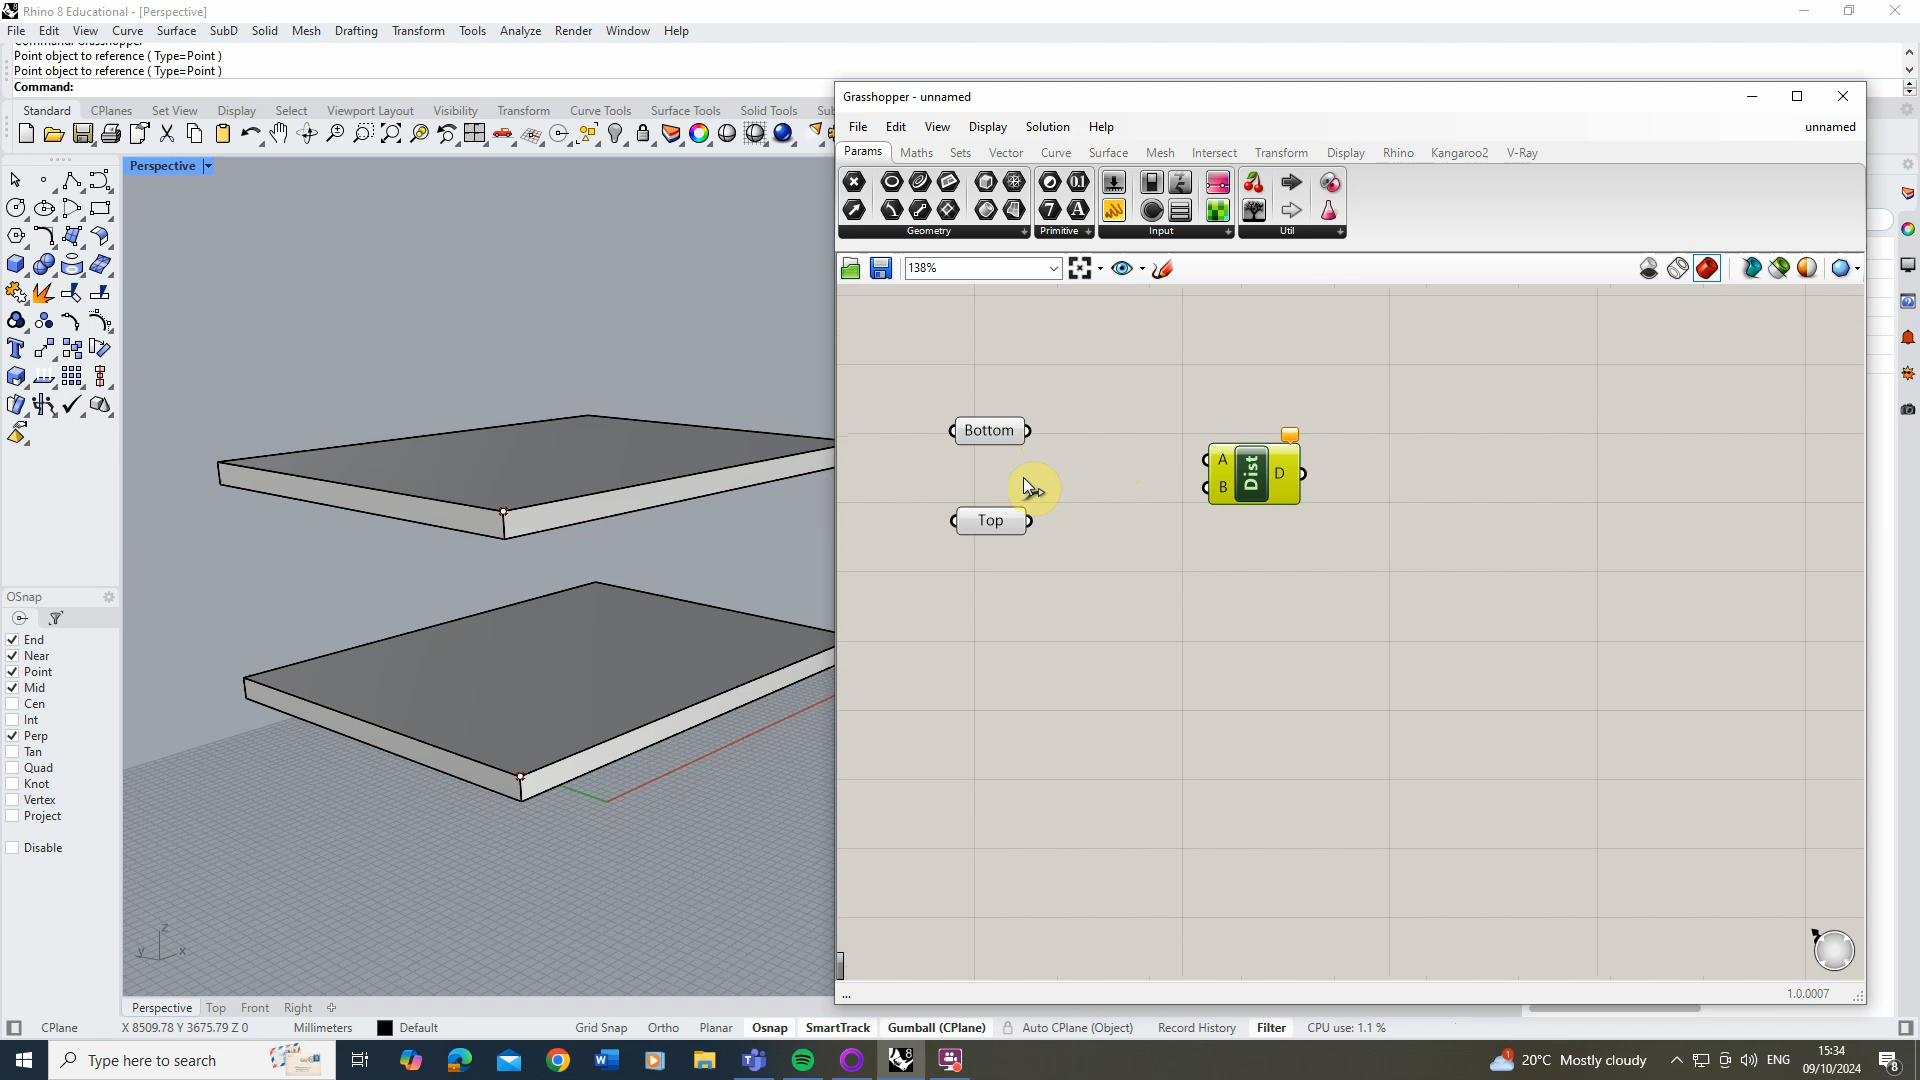 Rhino 8 Educational - [Perspective]
File Edit View Curve Surface SubD Solid Mesh Drafting Transform Tools Analyze Render Window Help
Point object to reference ( Type=Point )
Point object to reference ( Type=Point )
Command:
Standard CPlanes Set View Display Select Viewport Layout Visibility Transform Curve Tools Surface Tools Solid Tools Sub
Perspective
Grasshopper - unnamed
File Edit View Display Solution Help unnamed
Params Maths Sets Vector Curve Surface Mesh Intersect Transform Display Rhino Kangaroo2 V-Ray
0.1
7 A
Geometry Primitive Input Util
138%
Bottom
Top
A
B
Dist
D
OSnap
End
Near
Point
Mid
Cen
Int
Perp
Tan
Quad
Knot
Vertex
Project
Disable
z
y x
...
1.0.0007
Perspective Top Front Right
CPlane X 8509.78 Y 3675.79 Z 0 Millimeters Default Grid Snap Ortho Planar Osnap SmartTrack Gumball (CPlane) Auto CPlane (Object) Record History Filter CPU use: 1.1 %
Type here to search
20°C Mostly cloudy
ENG
15:34
09/10/2024
8